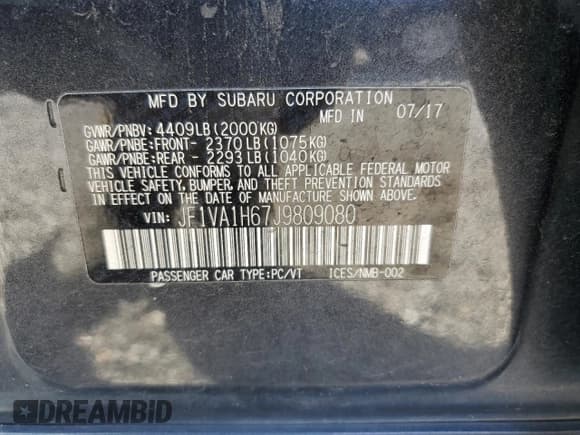 MFD BY SUBARU CORPORATION
MFD IN 07/17
GVWR/PNBV: 4409LB(2000KG)
GAWR/PNBE:FRONT- 2370LB(1075KG)
GAWR/PNBE:REAR - 2293LB(1040KG)
THIS VEHICLE CONFORMS TO ALL APPLICABLE FEDERAL MOTOR
VEHICLE SAFETY, BUMPER, AND THEFT PREVENTION STANDARDS
IN EFFECT ON THE DATE OF MANUFACTURE SHOWN ABOVE.
VIN: JF1VA1H67J9809080
PASSENGER CAR TYPE:PC/VT ICES/NMB-002
DREAMBID